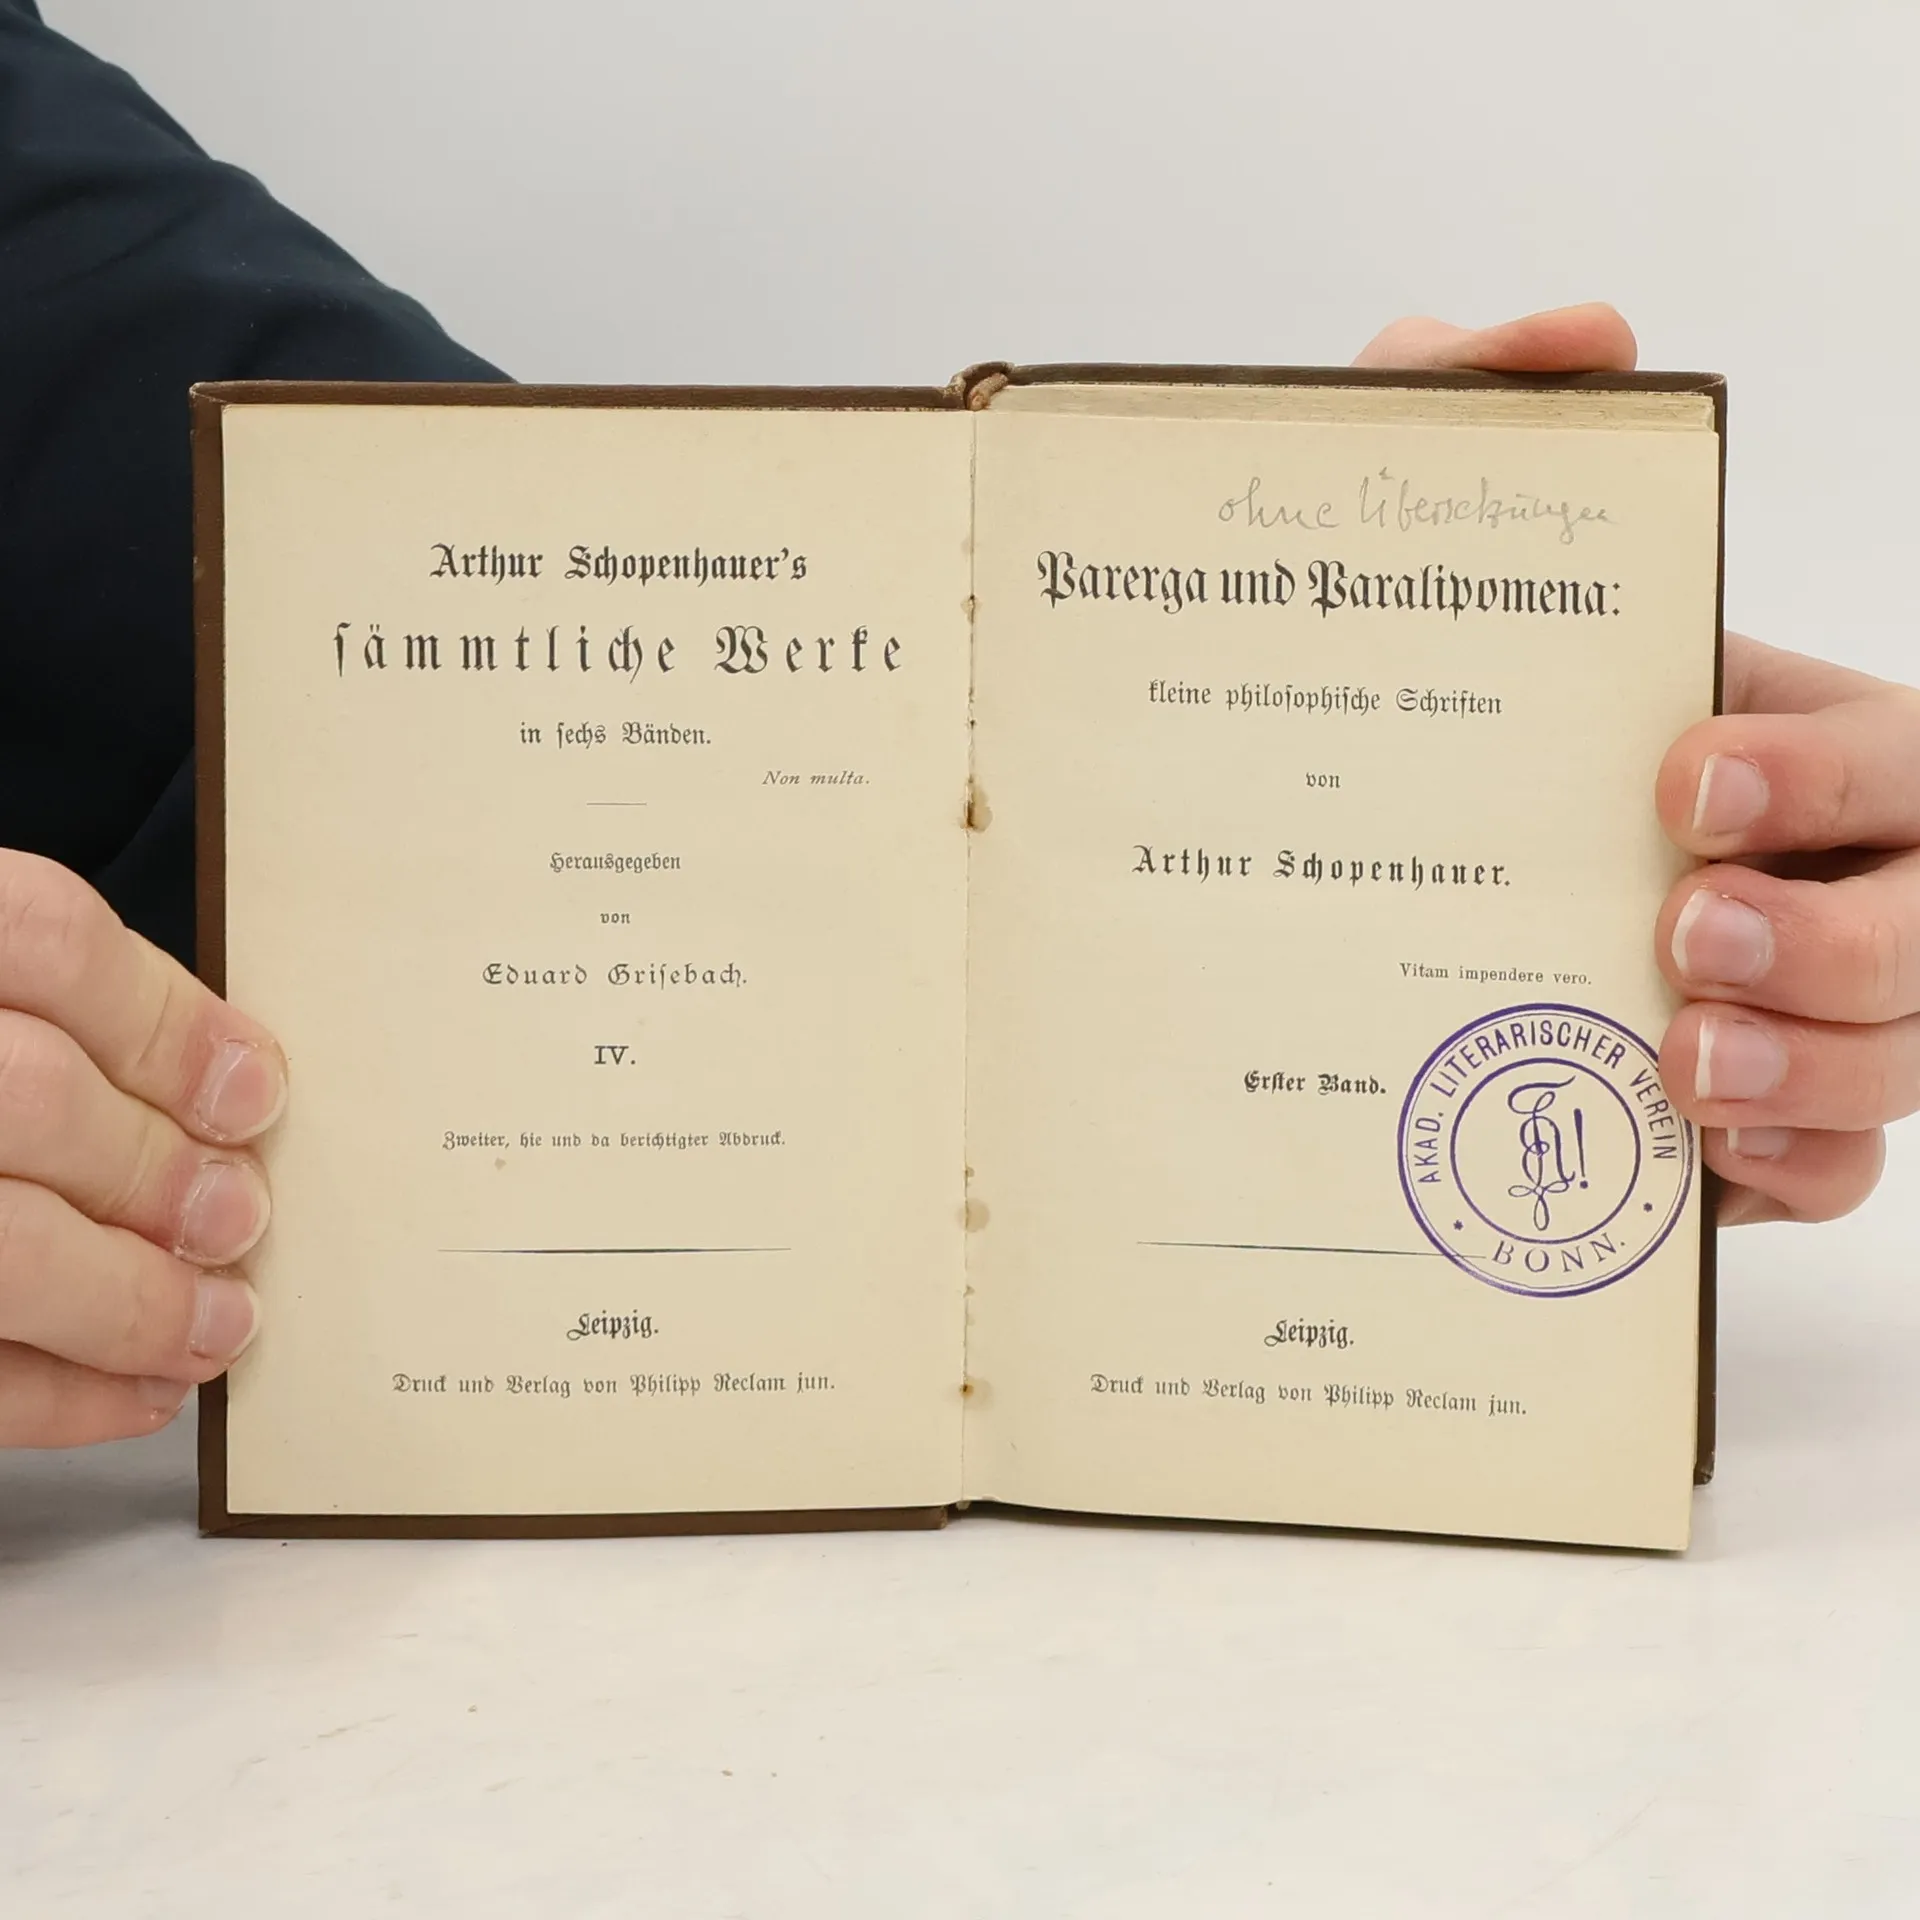 Arthur Schopenhauer's
sämmtliche Werke
in sechs Bänden.
Non multa.
Herausgegeben
von
Eduard Grisebach.
IV.
Zweiter, hie und da berichtigter Abdruck.
Leipzig.
Druck und Verlag von Philipp Reclam jun.
ohne Übersetzungen
Parerga und Paralipomena:
kleine philosophische Schriften
von
Arthur Schopenhauer.
Vitam impendere vero.
Erster Band.
AKAD. LITERARISCHER VEREIN
* BONN. *
Leipzig.
Druck und Verlag von Philipp Reclam jun.